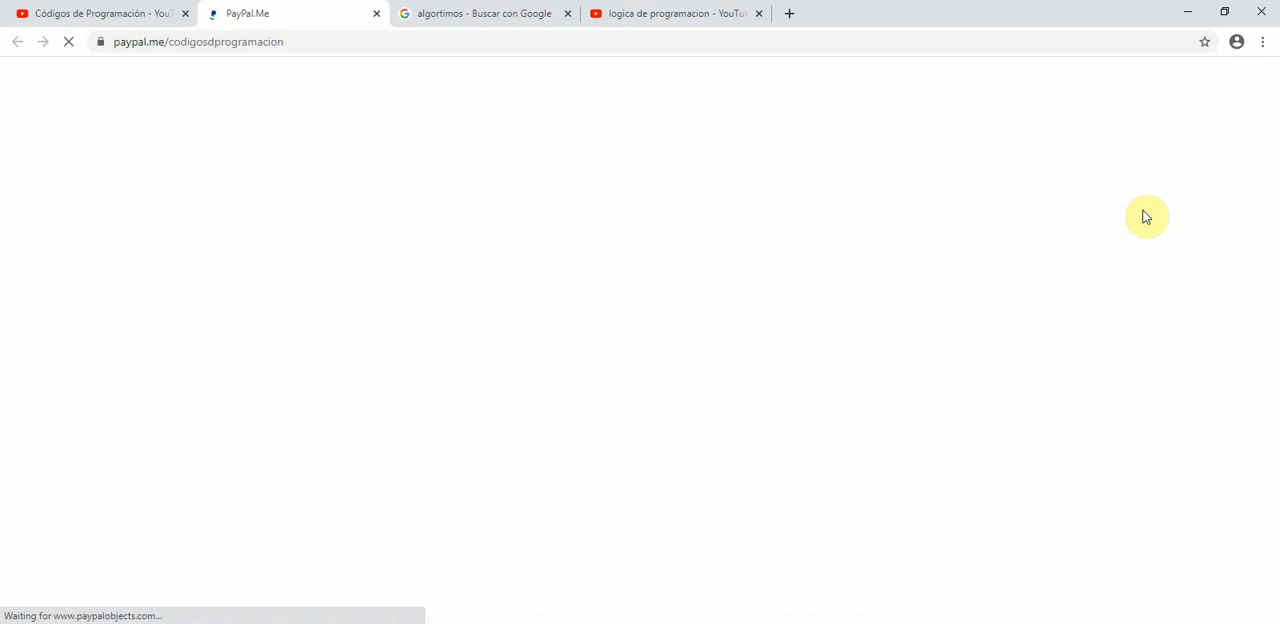 Códigos de Programación - YouT
PayPal.Me
algortimos - Buscar con Google
logica de programacion - YouTu
paypal.me/codigosdprogramacion
Waiting for www.paypalobjects.com...